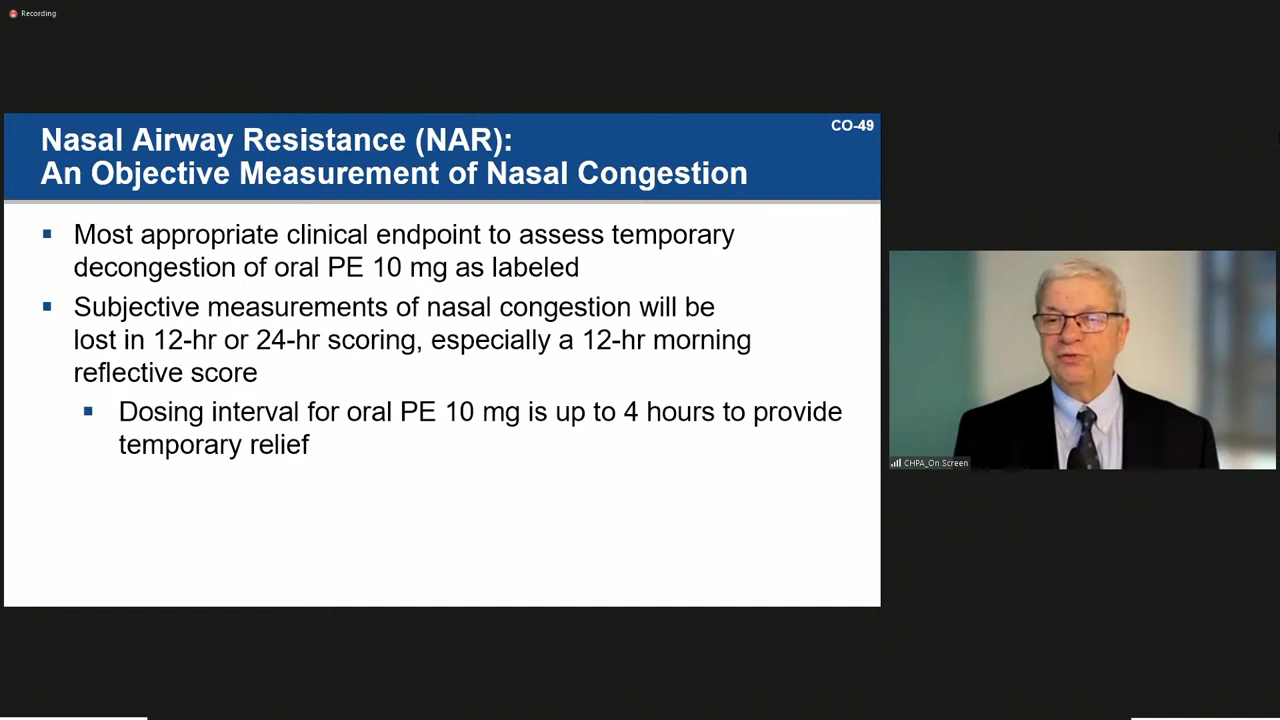 Recording
CO-49
Nasal Airway Resistance (NAR):
An Objective Measurement of Nasal Congestion
▪ Most appropriate clinical endpoint to assess temporary
decongestion of oral PE 10 mg as labeled
▪ Subjective measurements of nasal congestion will be
lost in 12-hr or 24-hr scoring, especially a 12-hr morning
reflective score
▪ Dosing interval for oral PE 10 mg is up to 4 hours to provide
temporary relief
CHPA_On Screen